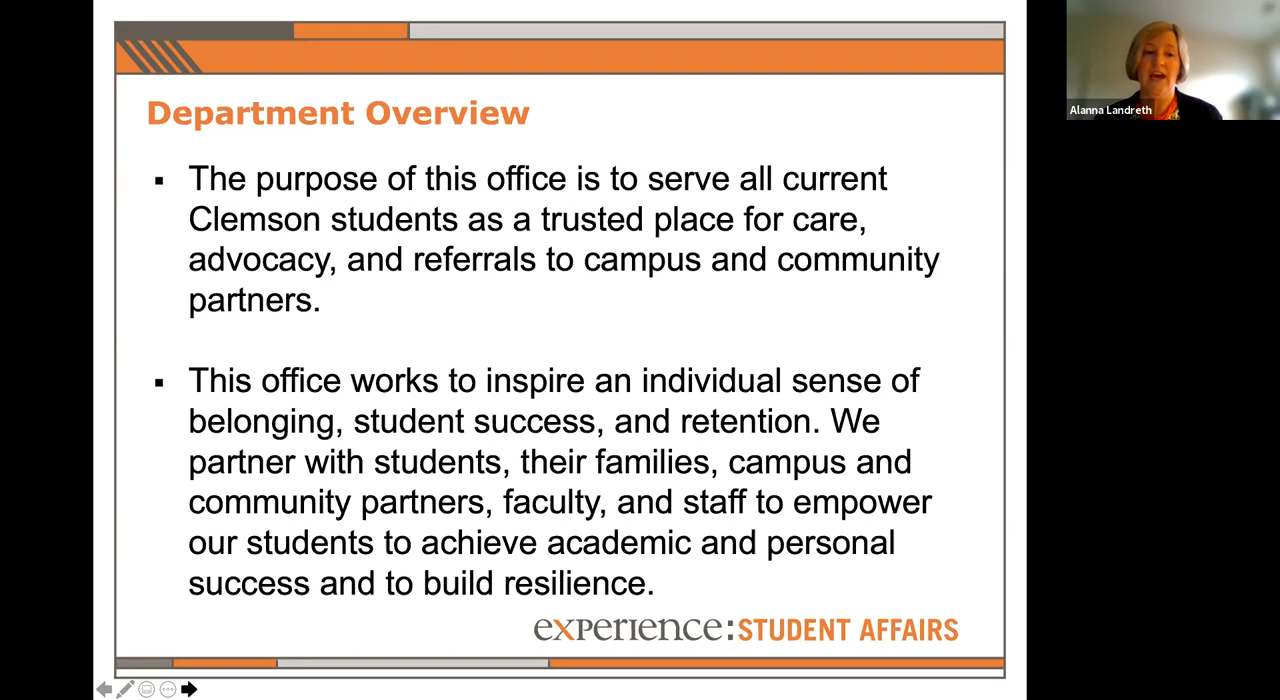 Department Overview
▪ The purpose of this office is to serve all current
Clemson students as a trusted place for care,
advocacy, and referrals to campus and community
partners.
▪ This office works to inspire an individual sense of
belonging, student success, and retention. We
partner with students, their families, campus and
community partners, faculty, and staff to empower
our students to achieve academic and personal
success and to build resilience.
experience:STUDENT AFFAIRS
Alanna Landreth